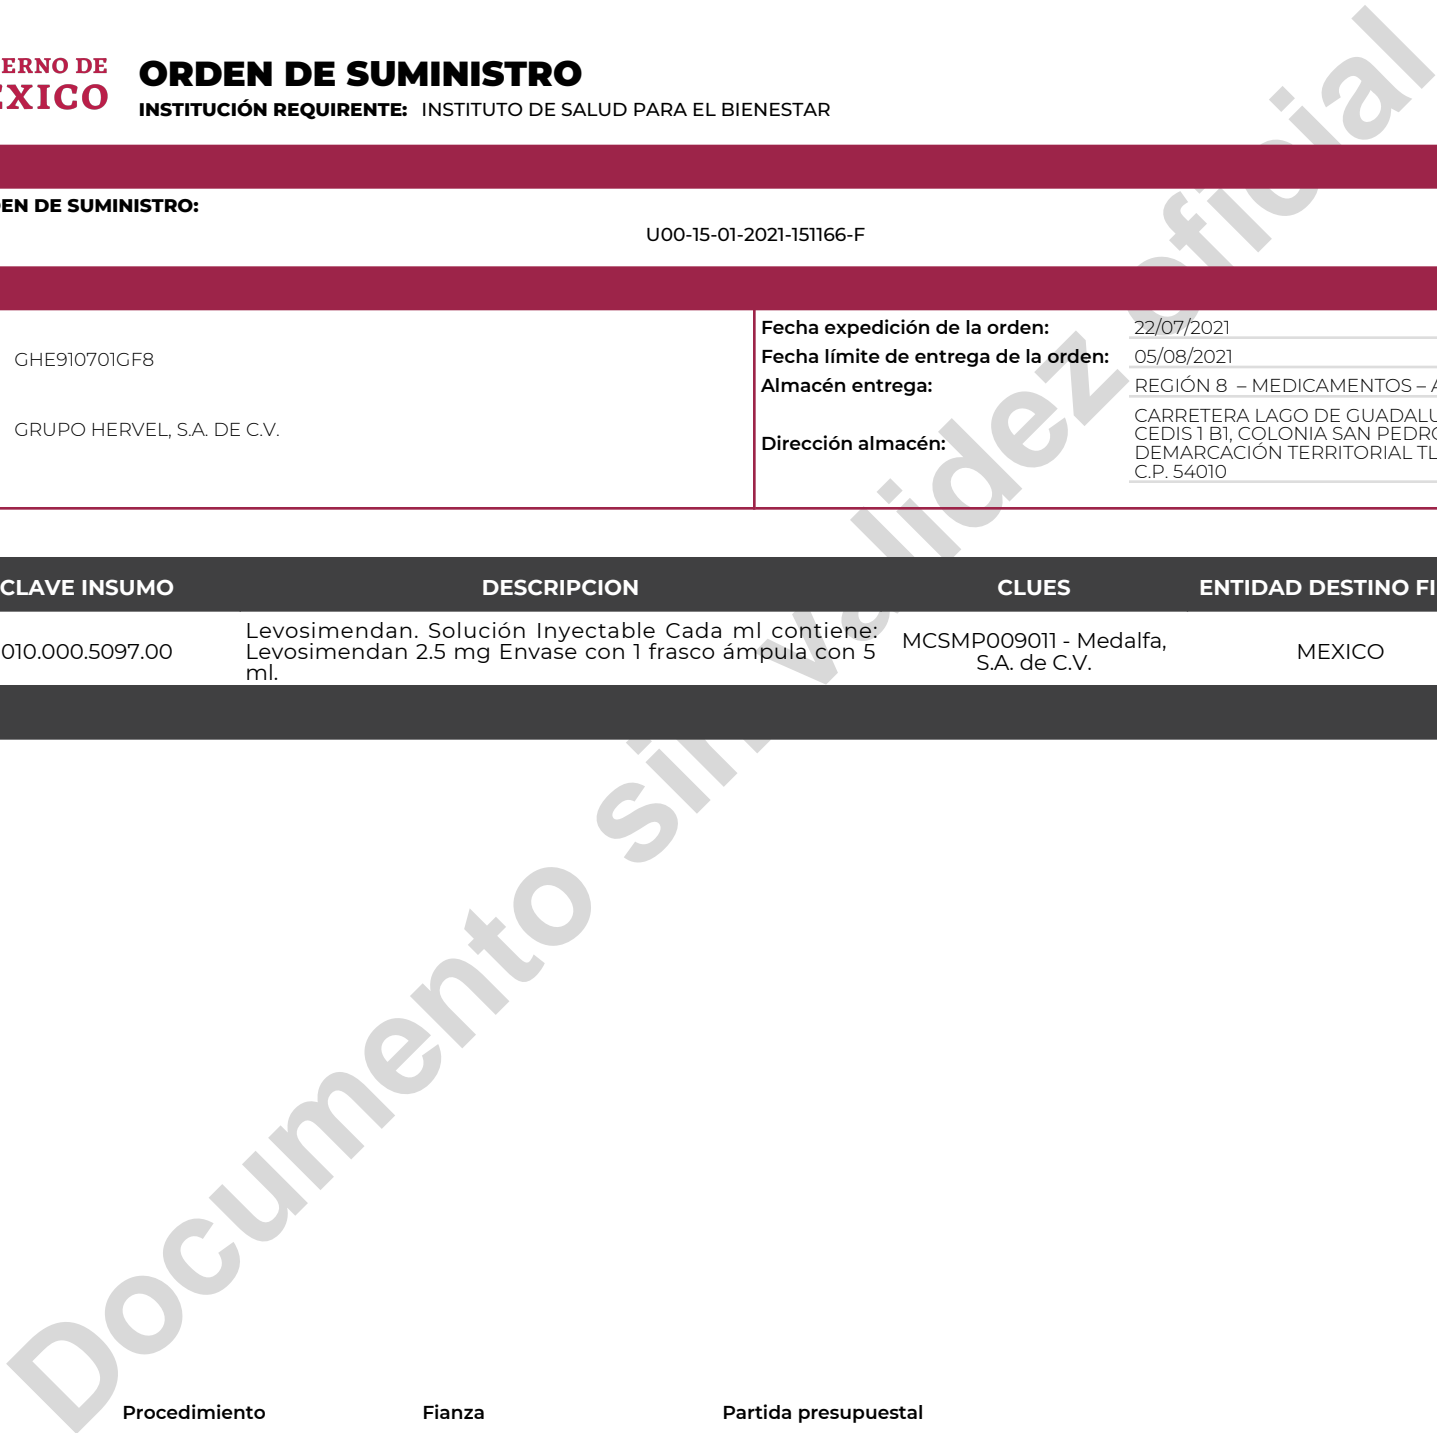 ERNO DE
EXICO
ORDEN DE SUMINISTRO
INSTITUCIÓN REQUIRENTE: INSTITUTO DE SALUD PARA EL BIENESTAR
EN DE SUMINISTRO:
U00-15-01-2021-151166-F
GHE910701GF8
GRUPO HERVEL, S.A. DE C.V.
Fecha expedición de la orden: 22/07/2021
Fecha límite de entrega de la orden: 05/08/2021
Almacén entrega: REGIÓN 8 – MEDICAMENTOS – A
Dirección almacén:
CARRETERA LAGO DE GUADALU
CEDIS 1 B1, COLONIA SAN PEDRO
DEMARCACIÓN TERRITORIAL TL
C.P. 54010
CLAVE INSUMO DESCRIPCION CLUES ENTIDAD DESTINO FI
010.000.5097.00
Levosimendan. Solución Inyectable Cada ml contiene:
Levosimendan 2.5 mg Envase con 1 frasco ámpula con 5
ml.
MCSMP009011 - Medalfa,
S.A. de C.V.
MEXICO
Documento sin validez oficial
Procedimiento Fianza Partida presupuestal